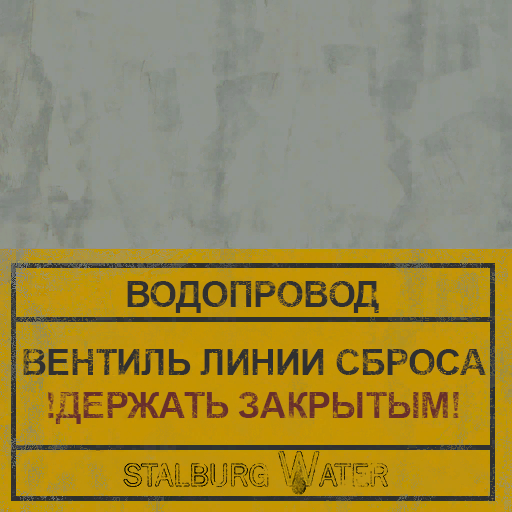 ВОДОПРОВОД
ВЕНТИЛЬ ЛИНИИ СБРОСА
!ДЕРЖАТЬ ЗАКРЫТЫМ!
STALBURG WATER